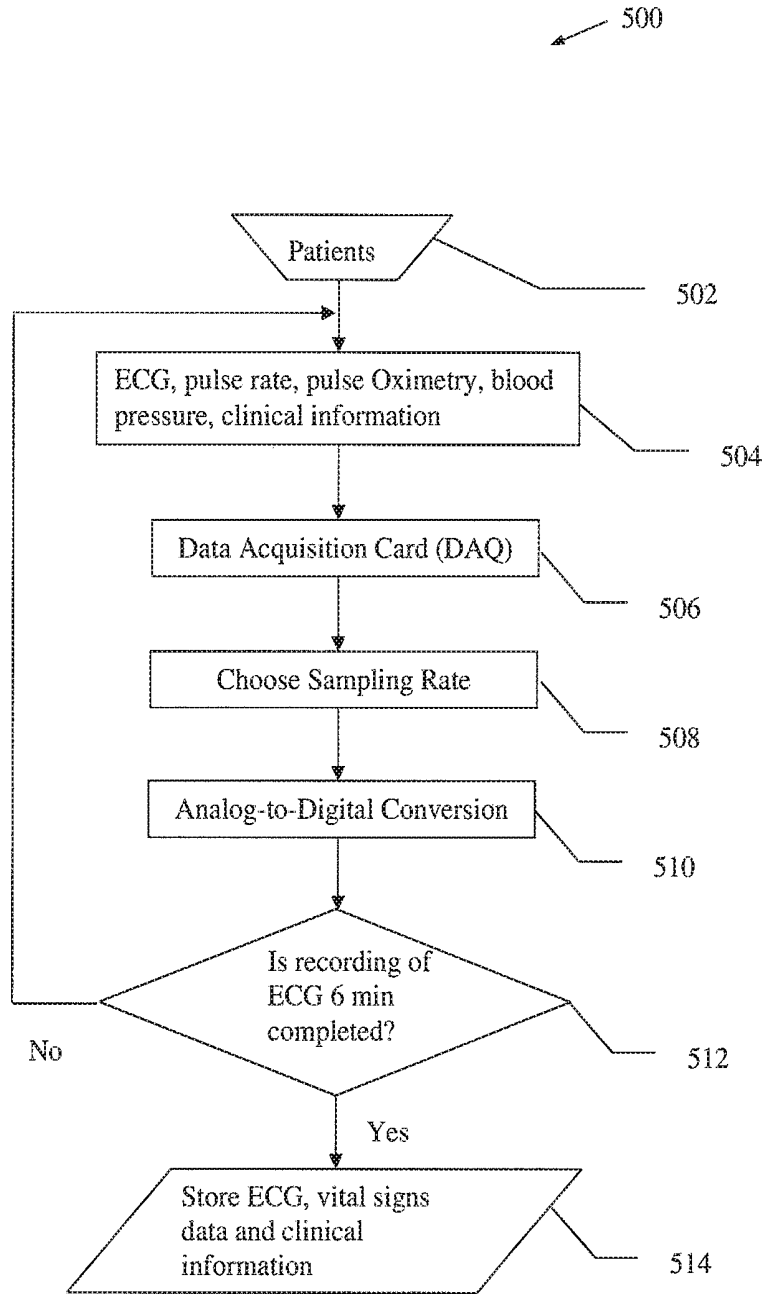 500
Patients
502
ECG, pulse rate, pulse Oximetry, blood
pressure, clinical information
504
Data Acquisition Card (DAQ)
506
Choose Sampling Rate
508
Analog-to-Digital Conversion
510
Is recording of
ECG 6 min
completed?
512
No
Yes
Store ECG, vital signs
data and clinical
information
514